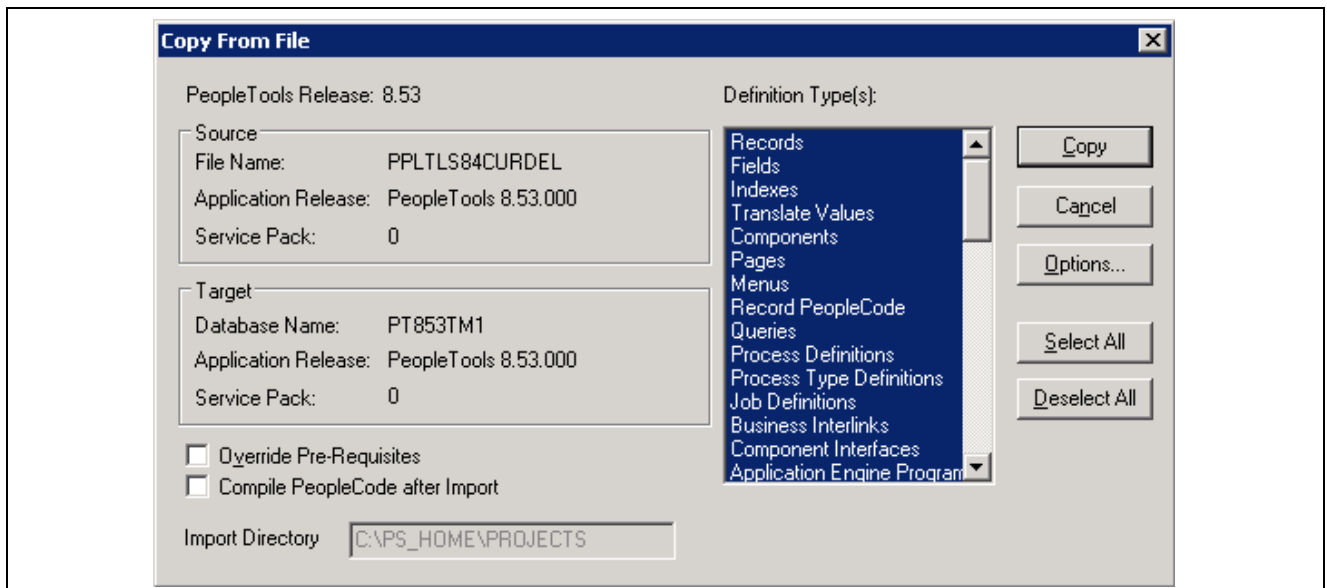 Copy From File
PeopleTools Release: 8.53
Source
File Name: PPLTLS84CURDEL
Application Release: PeopleTools 8.53.000
Service Pack: 0
Target
Database Name: PT853TM1
Application Release: PeopleTools 8.53.000
Service Pack: 0
Override Pre-Requisites
Compile PeopleCode after Import
Import Directory C:\PS_HOME\PROJECTS
Definition Type(s):
Records
Fields
Indexes
Translate Values
Components
Pages
Menus
Record PeopleCode
Queries
Process Definitions
Process Type Definitions
Job Definitions
Business Interlinks
Component Interfaces
Application Engine Program
Copy
Cancel
Options...
Select All
Deselect All